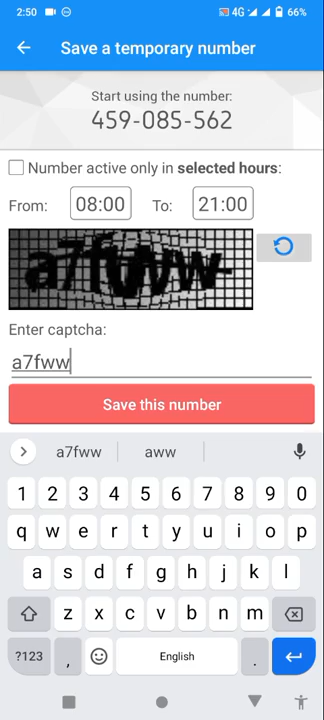 2:50 4G 66%
Save a temporary number
Start using the number:
459-085-562
Number active only in selected hours:
From: 08:00 To: 21:00
Enter captcha:
a7fww
Save this number
a7fww aww
1 2 3 4 5 6 7 8 9 0
q w e r t y u i o p
a s d f g h j k l
z x c v b n m
?123 , English .